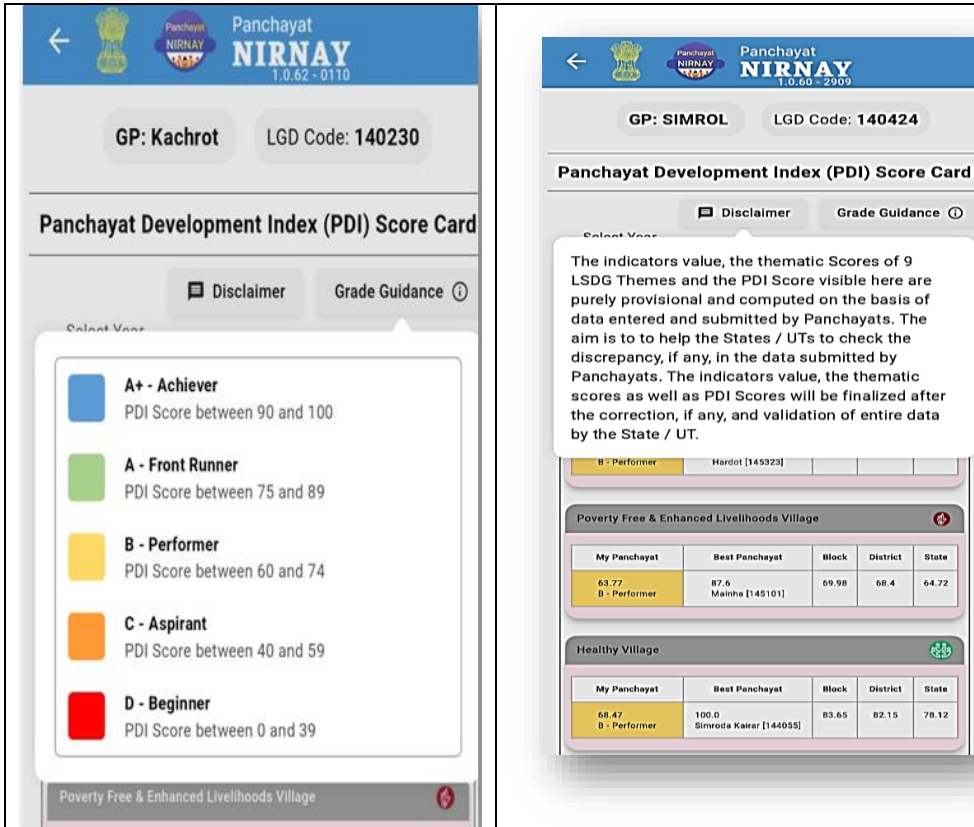 Panchayat
NIRNAY
Panchayat
NIRNAY
1.0.62 - 0110
GP: Kachrot
LGD Code: 140230
Panchayat Development Index (PDI) Score Card
Disclaimer
Grade Guidance
Select Year
A+ - Achiever
PDI Score between 90 and 100
A - Front Runner
PDI Score between 75 and 89
B - Performer
PDI Score between 60 and 74
C - Aspirant
PDI Score between 40 and 59
D - Beginner
PDI Score between 0 and 39
Poverty Free & Enhanced Livelihoods Village
Panchayat
NIRNAY
Panchayat
NIRNAY
1.0.60 - 2909
GP: SIMROL
LGD Code: 140424
Panchayat Development Index (PDI) Score Card
Disclaimer
Grade Guidance
Select Year
The indicators value, the thematic Scores of 9
LSDG Themes and the PDI Score visible here are
purely provisional and computed on the basis of
data entered and submitted by Panchayats. The
aim is to to help the States / UTs to check the
discrepancy, if any, in the data submitted by
Panchayats. The indicators value, the thematic
scores as well as PDI Scores will be finalized after
the correction, if any, and validation of entire data
by the State / UT.
B - Performer
Hardot [145323]
Poverty Free & Enhanced Livelihoods Village
My Panchayat Best Panchayat Block District State
63.77 87.6 69.98 68.4 64.72
B - Performer Mainha [145101]
Healthy Village
My Panchayat Best Panchayat Block District State
68.47 100.0 83.65 82.15 78.12
B - Performer Simroda Kairar [144055]